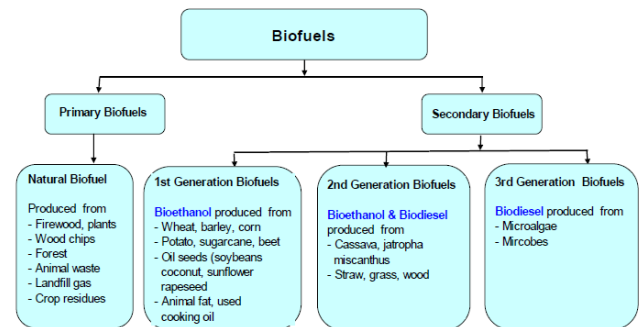 Biofuels
Primary Biofuels
Secondary Biofuels
Natural Biofuel
Produced from
- Firewood, plants
- Wood chips
- Forest
- Animal waste
- Landfill gas
- Crop residues
1st Generation Biofuels
Bioethanol produced from
- Wheat, barley, corn
- Potato, sugarcane, beet
- Oil seeds (soybeans
coconut, sunflower
rapeseed
- Animal fat, used
cooking oil
2nd Generation Biofuels
Bioethanol & Biodiesel
produced from
- Cassava, jatropha
miscanthus
- Straw, grass, wood
3rd Generation Biofuels
Biodiesel produced from
- Microalgae
- Mircobes